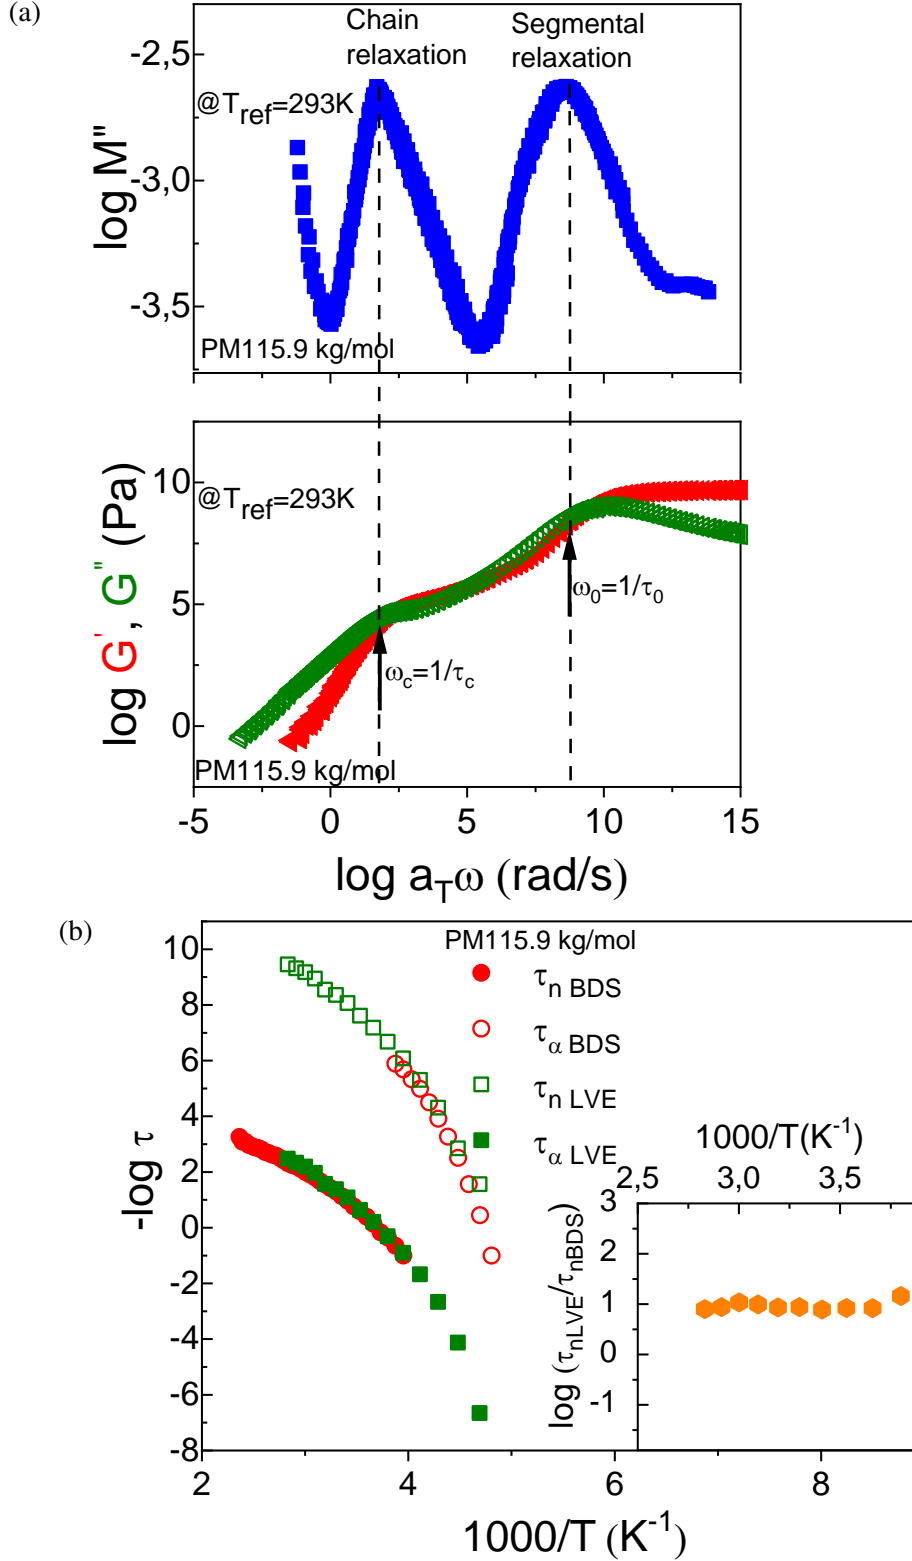 (a)
Chain
relaxation
Segmental
relaxation
@T_ref=293K
log M"
-2,5
-3,0
-3,5
PM115.9 kg/mol
@T_ref=293K
log G', G" (Pa)
10
5
0
ω_0=1/τ_0
ω_c=1/τ_c
PM115.9 kg/mol
-5 0 5 10 15
log a_Tω (rad/s)
(b)
PM115.9 kg/mol
τ_n BDS
τ_α BDS
τ_n LVE
τ_α LVE
-log τ
10
8
6
4
2
0
-2
-4
-6
-8
2 4 6 8
1000/T (K^-1)
1000/T(K^-1)
2,5 3,0 3,5
log (τ_nLVE/τ_nBDS)
3
2
1
0
-1